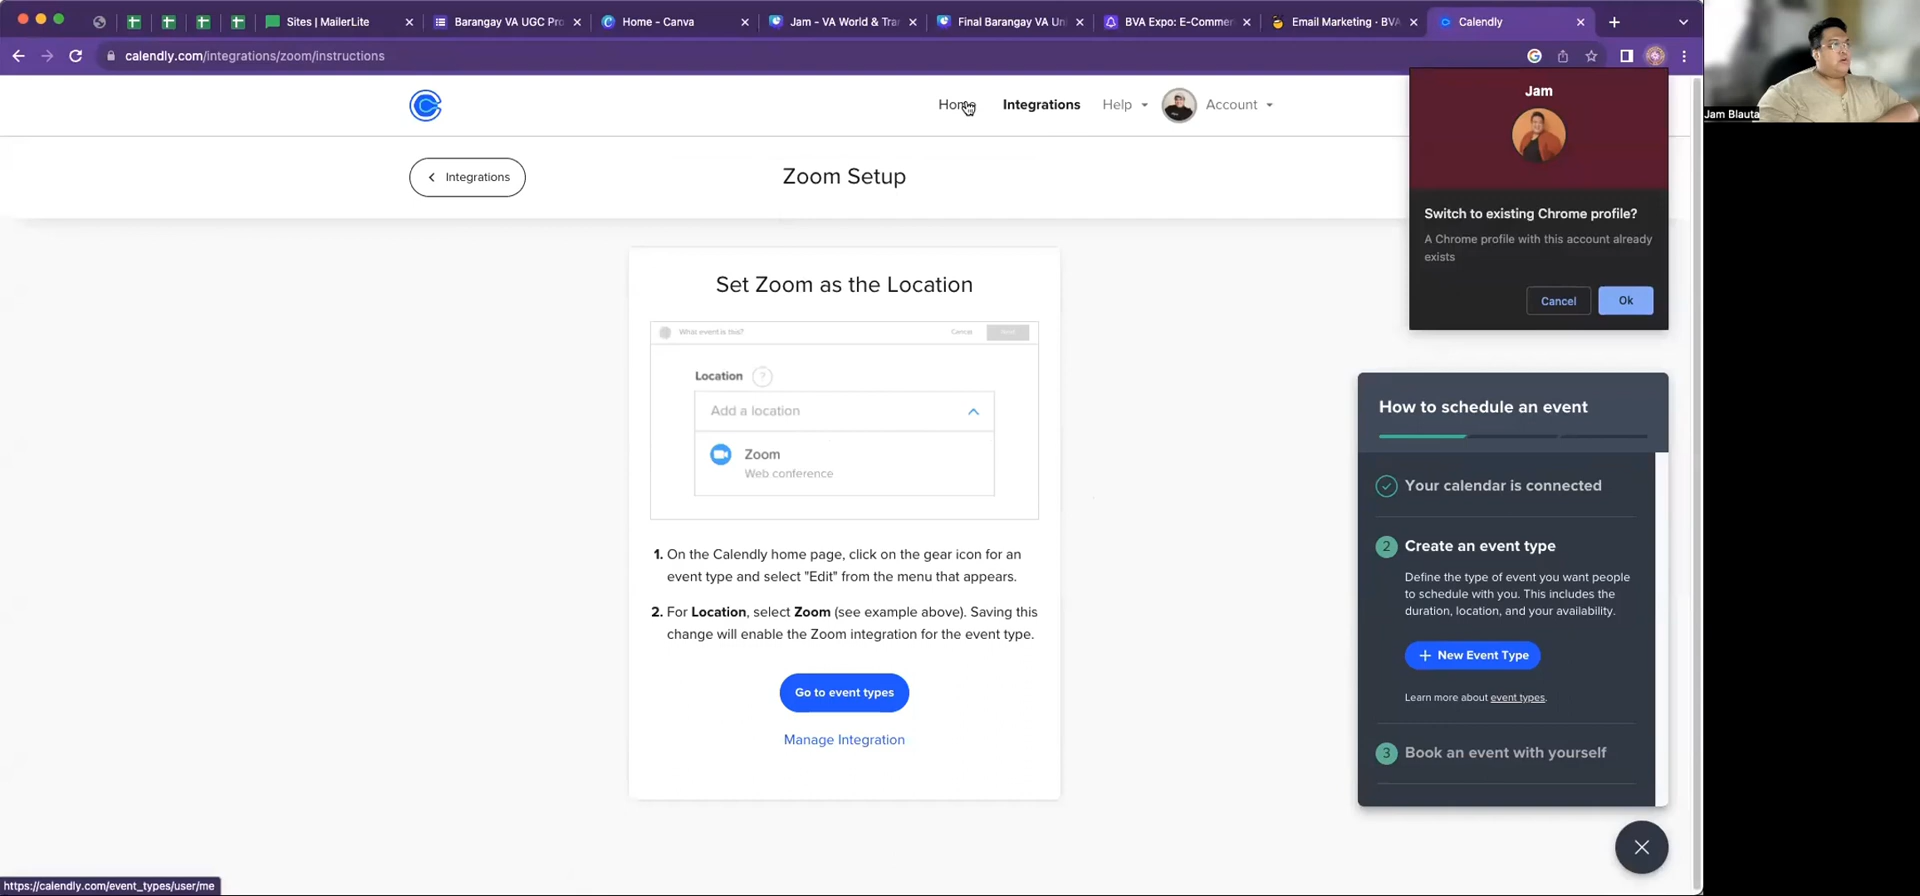 Sites | MailerLite
Barangay VA UGC Pro
Home - Canva
Jam - VA World & Tra
Final Barangay VA Un
BVA Expo: E-Commer
Email Marketing - BVA
Calendly
calendly.com/integrations/zoom/instructions
Home
Integrations
Help
Account
Integrations
Zoom Setup
Set Zoom as the Location
What event is this?
Cancel
Next
Location ?
Add a location
Zoom
Web conference
1. On the Calendly home page, click on the gear icon for an
event type and select "Edit" from the menu that appears.
2. For Location, select Zoom (see example above). Saving this
change will enable the Zoom integration for the event type.
Go to event types
Manage Integration
Jam
Switch to existing Chrome profile?
A Chrome profile with this account already
exists
Cancel
Ok
How to schedule an event
Your calendar is connected
2 Create an event type
Define the type of event you want people
to schedule with you. This includes the
duration, location, and your availability.
+ New Event Type
Learn more about event types.
3 Book an event with yourself
Jam Blauta
https://calendly.com/event_types/user/me